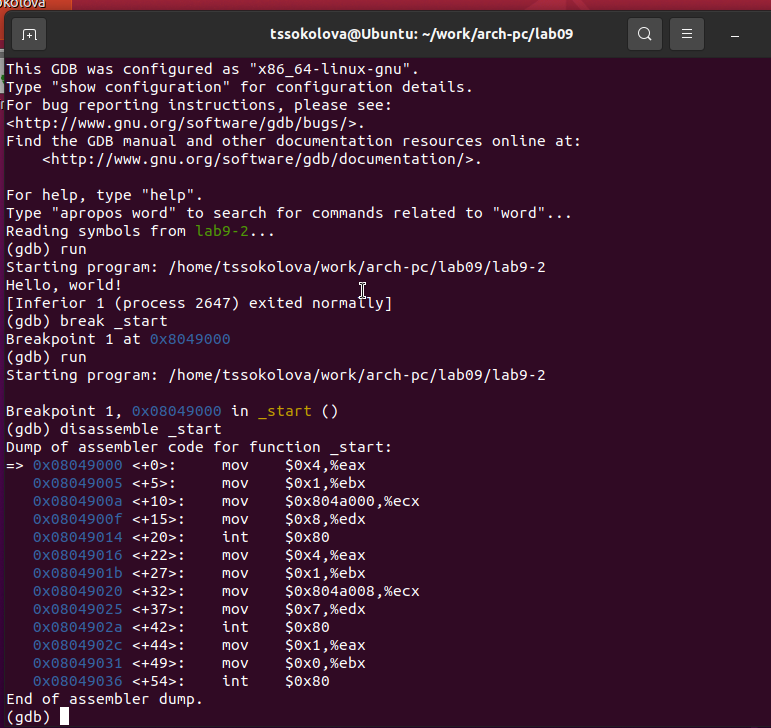 okolova
tssokolova@Ubuntu: ~/work/arch-pc/lab09
This GDB was configured as "x86_64-linux-gnu".
Type "show configuration" for configuration details.
For bug reporting instructions, please see:
<http://www.gnu.org/software/gdb/bugs/>.
Find the GDB manual and other documentation resources online at:
    <http://www.gnu.org/software/gdb/documentation/>.
For help, type "help".
Type "apropos word" to search for commands related to "word"...
Reading symbols from lab9-2...
(gdb) run
Starting program: /home/tssokolova/work/arch-pc/lab09/lab9-2
Hello, world!
[Inferior 1 (process 2647) exited normally]
(gdb) break _start
Breakpoint 1 at 0x8049000
(gdb) run
Starting program: /home/tssokolova/work/arch-pc/lab09/lab9-2
Breakpoint 1, 0x08049000 in _start ()
(gdb) disassemble _start
Dump of assembler code for function _start:
=> 0x08049000 <+0>:     mov    $0x4,%eax
   0x08049005 <+5>:     mov    $0x1,%ebx
   0x0804900a <+10>:    mov    $0x804a000,%ecx
   0x0804900f <+15>:    mov    $0x8,%edx
   0x08049014 <+20>:    int    $0x80
   0x08049016 <+22>:    mov    $0x4,%eax
   0x0804901b <+27>:    mov    $0x1,%ebx
   0x08049020 <+32>:    mov    $0x804a008,%ecx
   0x08049025 <+37>:    mov    $0x7,%edx
   0x0804902a <+42>:    int    $0x80
   0x0804902c <+44>:    mov    $0x1,%eax
   0x08049031 <+49>:    mov    $0x0,%ebx
   0x08049036 <+54>:    int    $0x80
End of assembler dump.
(gdb)